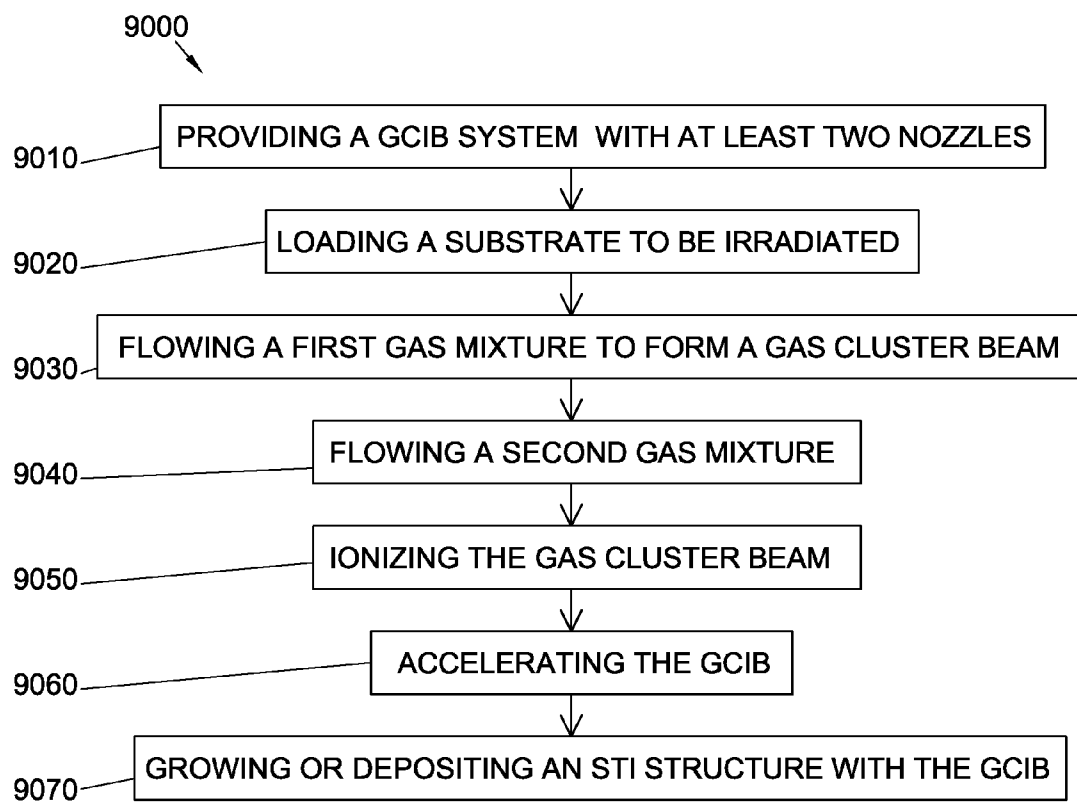 9000
9010 PROVIDING A GCIB SYSTEM WITH AT LEAST TWO NOZZLES
9020 LOADING A SUBSTRATE TO BE IRRADIATED
9030 FLOWING A FIRST GAS MIXTURE TO FORM A GAS CLUSTER BEAM
9040 FLOWING A SECOND GAS MIXTURE
9050 IONIZING THE GAS CLUSTER BEAM
9060 ACCELERATING THE GCIB
9070 GROWING OR DEPOSITING AN STI STRUCTURE WITH THE GCIB